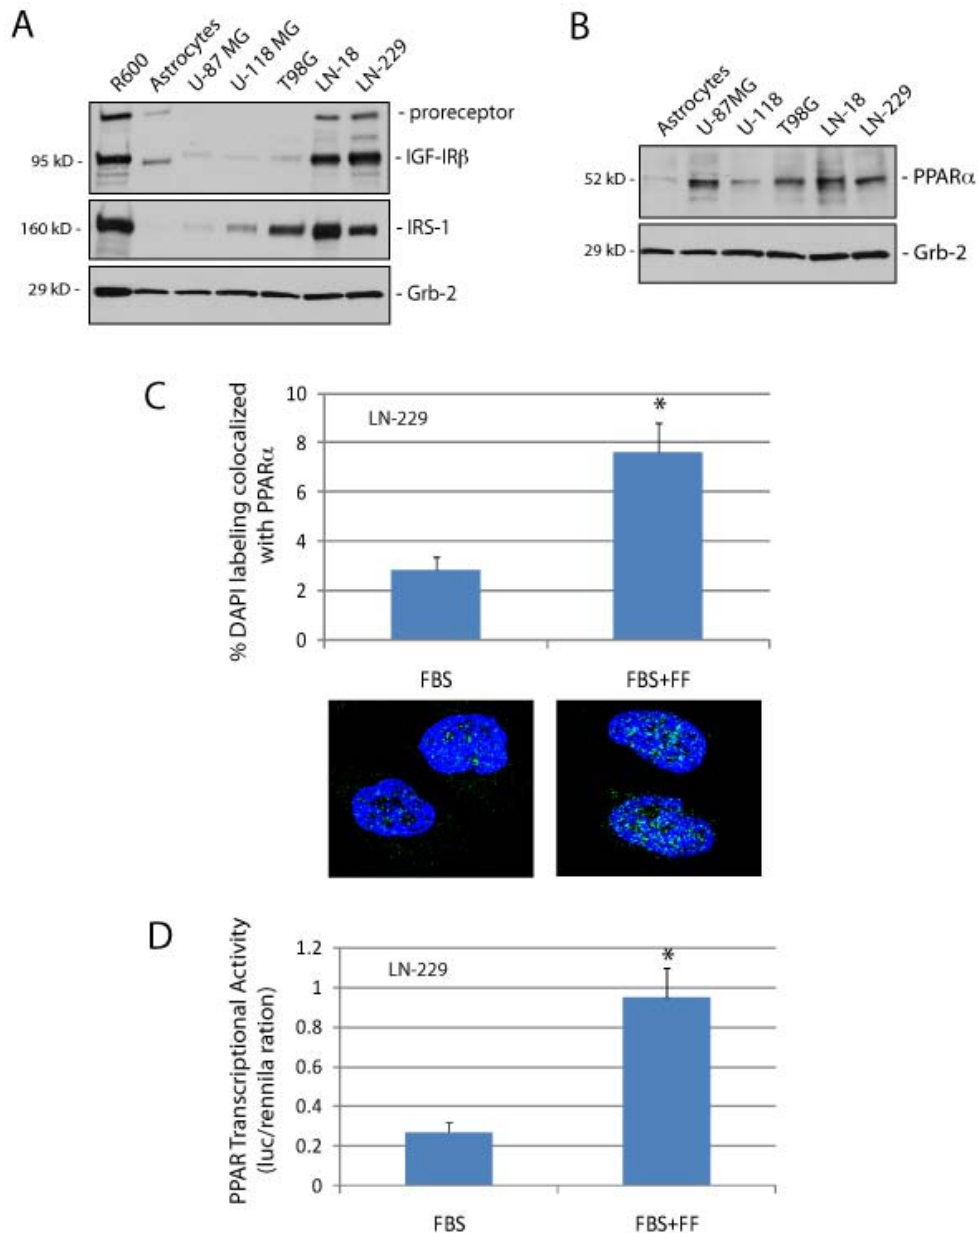 A
B
R600 Astrocytes U-87 MG U-118 MG T98G LN-18 LN-229
- proreceptor
95 kD - - IGF-IRβ
160 kD - - IRS-1
29 kD - - Grb-2
Astrocytes U-87MG U-118 T98G LN-18 LN-229
52 kD - - PPARα
29 kD - - Grb-2
C
% DAPI labeling colocalized
with PPARα
10
8
6
4
2
0
LN-229
*
FBS FBS+FF
D
PPAR Transcriptional Activity
(luc/rennila ration)
1.2
1
0.8
0.6
0.4
0.2
0
LN-229
*
FBS FBS+FF